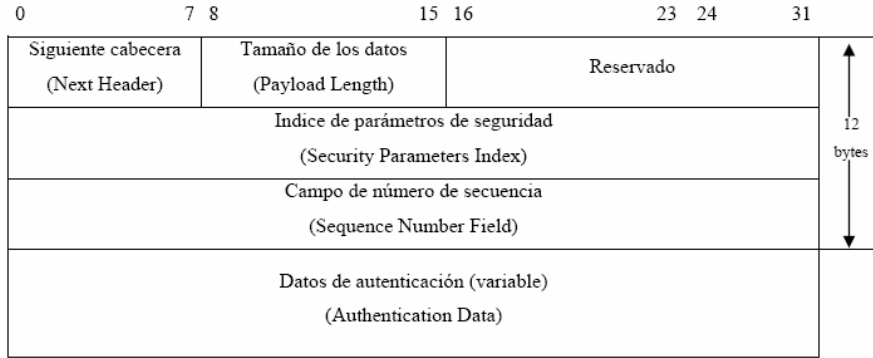 0 7 8 15 16 23 24 31
Siguiente cabecera
(Next Header)
Tamaño de los datos
(Payload Length)
Reservado
Indice de parámetros de seguridad
(Security Parameters Index)
12
bytes
Campo de número de secuencia
(Sequence Number Field)
Datos de autenticación (variable)
(Authentication Data)